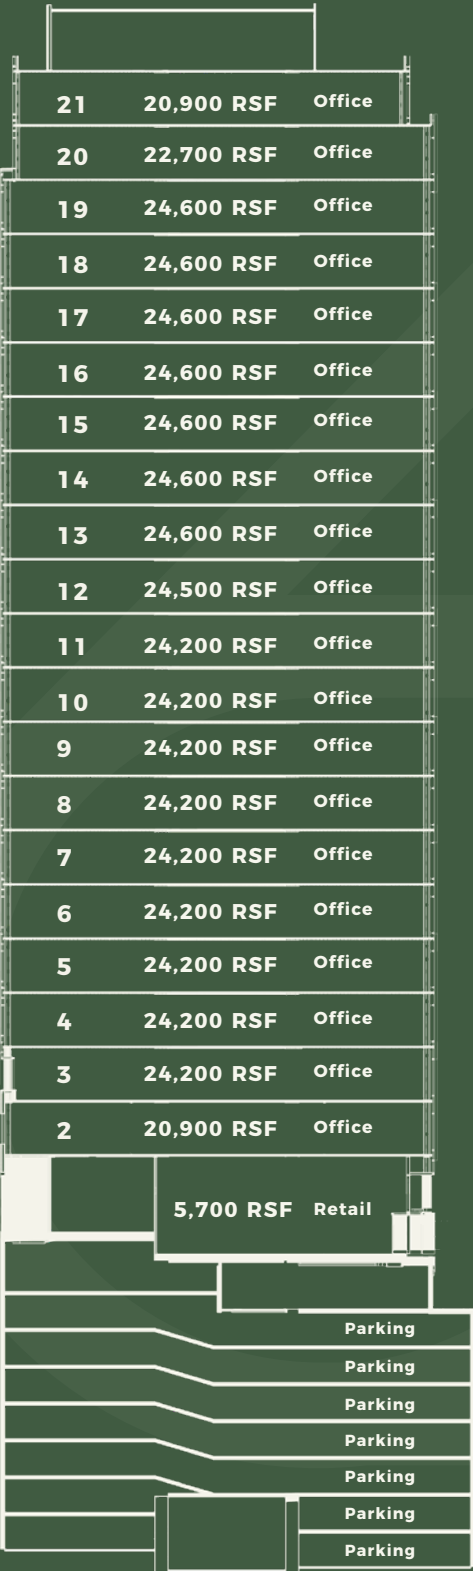 21 20,900 RSF Office
20 22,700 RSF Office
19 24,600 RSF Office
18 24,600 RSF Office
17 24,600 RSF Office
16 24,600 RSF Office
15 24,600 RSF Office
14 24,600 RSF Office
13 24,600 RSF Office
12 24,500 RSF Office
11 24,200 RSF Office
10 24,200 RSF Office
9 24,200 RSF Office
8 24,200 RSF Office
7 24,200 RSF Office
6 24,200 RSF Office
5 24,200 RSF Office
4 24,200 RSF Office
3 24,200 RSF Office
2 20,900 RSF Office
5,700 RSF Retail
Parking
Parking
Parking
Parking
Parking
Parking
Parking